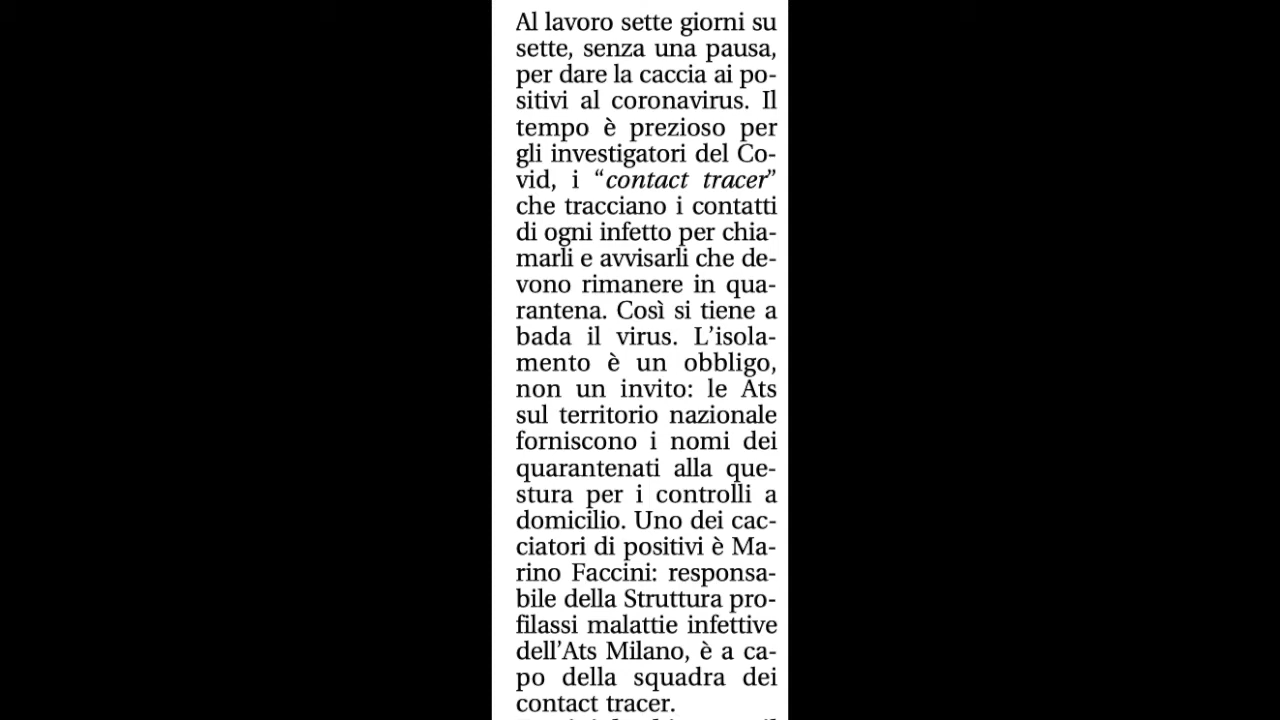 Al lavoro sette giorni su
sette, senza una pausa,
per dare la caccia ai po-
sitivi al coronavirus. Il
tempo è prezioso per
gli investigatori del Co-
vid, i “contact tracer”
che tracciano i contatti
di ogni infetto per chia-
marli e avvisarli che de-
vono rimanere in qua-
rantena. Così si tiene a
bada il virus. L’isola-
mento è un obbligo,
non un invito: le Ats
sul territorio nazionale
forniscono i nomi dei
quarantenati alla que-
stura per i controlli a
domicilio. Uno dei cac-
ciatori di positivi è Ma-
rino Faccini: responsa-
bile della Struttura pro-
filassi malattie infettive
dell’Ats Milano, è a ca-
po della squadra dei
contact tracer.